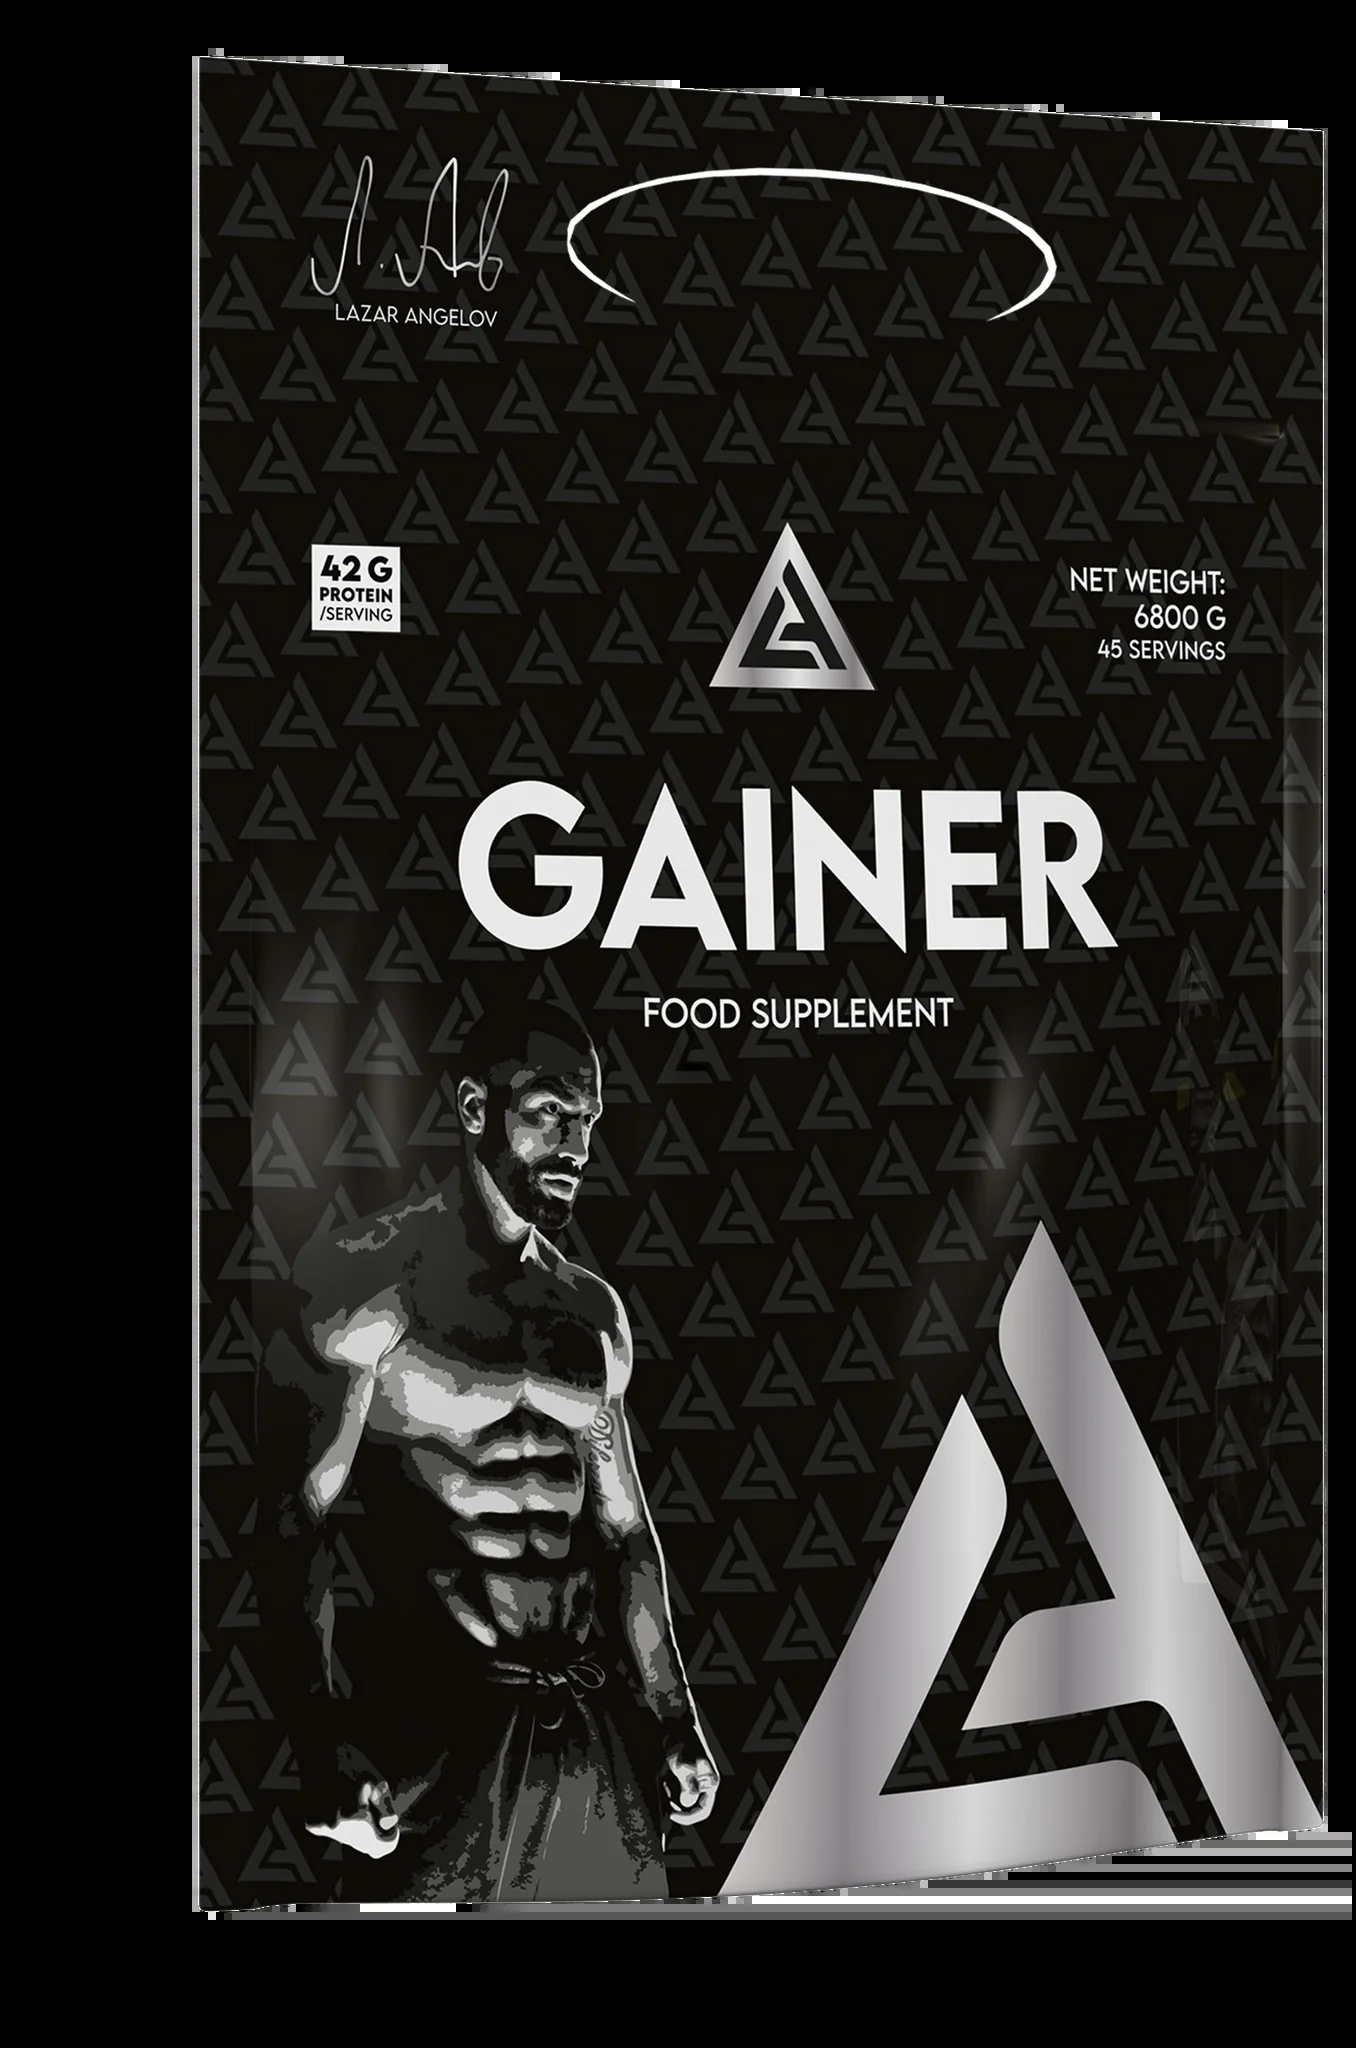 LAZAR ANGELOV
42 G
PROTEIN
/SERVING
NET WEIGHT:
6800 G
45 SERVINGS
GAINER
FOOD SUPPLEMENT